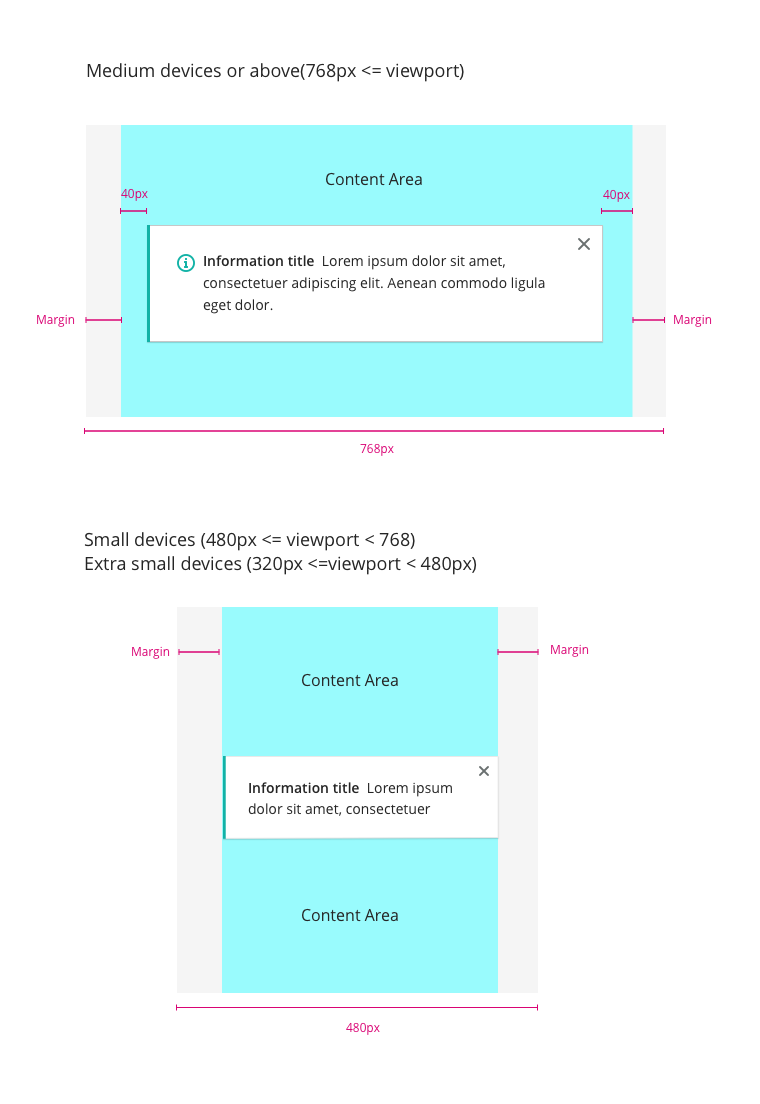 Medium devices or above(768px <= viewport)
Content Area
40px
40px
Information title Lorem ipsum dolor sit amet,
consectetuer adipiscing elit. Aenean commodo ligula
eget dolor.
Margin
Margin
768px
Small devices (480px <= viewport < 768)
Extra small devices (320px <=viewport < 480px)
Margin
Margin
Content Area
Information title Lorem ipsum
dolor sit amet, consectetuer
Content Area
480px